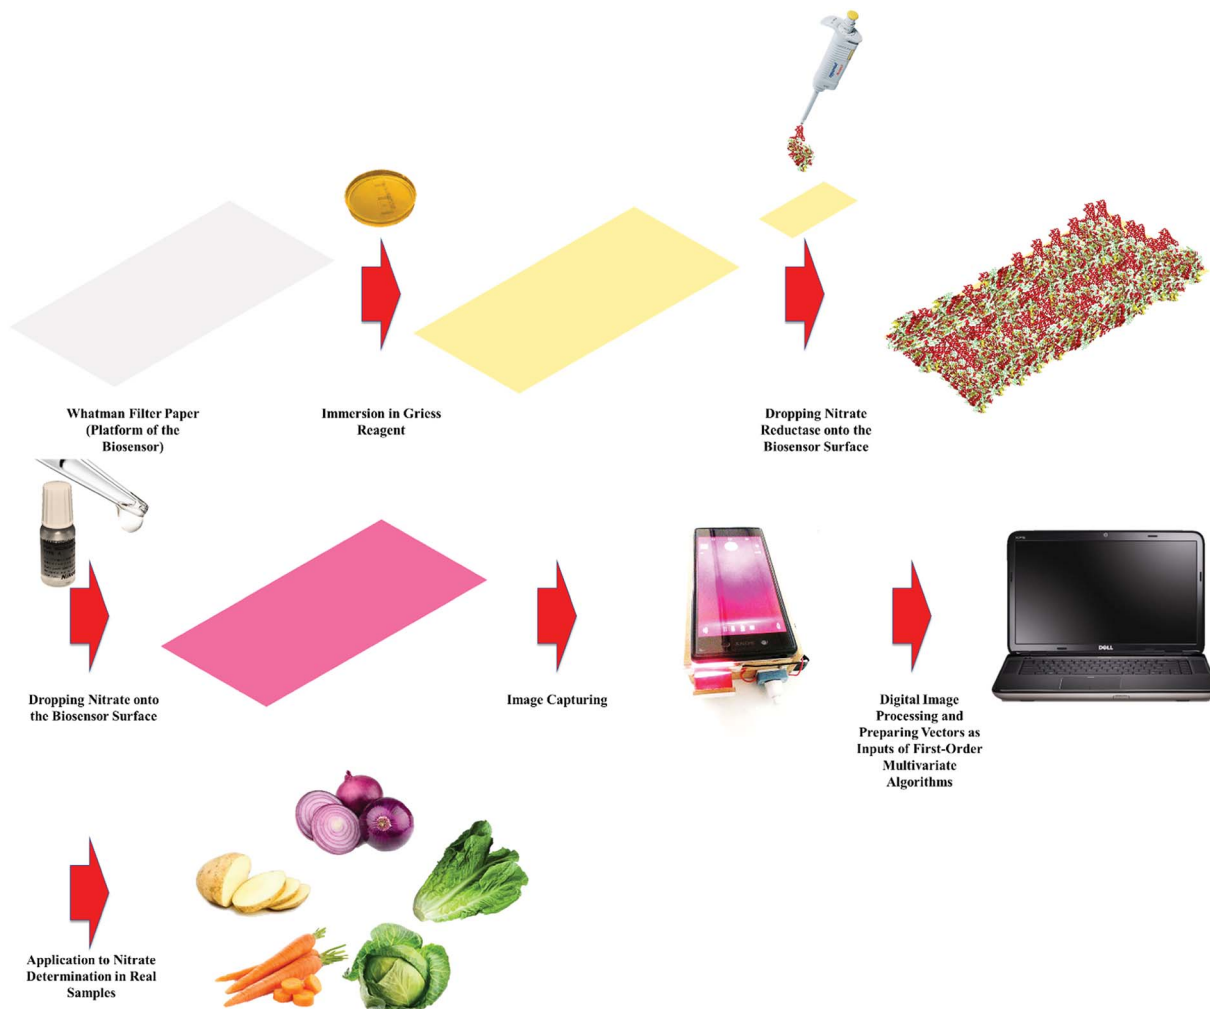 Whatman Filter Paper
(Platform of the
Biosensor)
Immersion in Griess
Reagent
Dropping Nitrate
Reductase onto the
Biosensor Surface
Dropping Nitrate onto
the Biosensor Surface
Image Capturing
Digital Image
Processing and
Preparing Vectors as
Inputs of First-Order
Multivariate
Algorithms
DELL
Application to Nitrate
Determination in Real
Samples